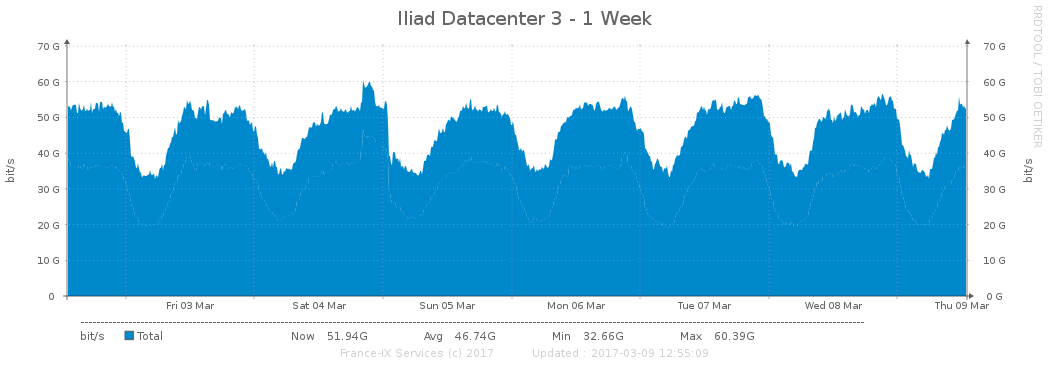 Iliad Datacenter 3 - 1 Week
RRDTOOL / TOBI OETIKER
70 G 70 G
60 G 60 G
50 G 50 G
40 G 40 G
30 G 30 G
20 G 20 G
10 G 10 G
0 0 G
bit/s bit/s
Fri 03 Mar Sat 04 Mar Sun 05 Mar Mon 06 Mar Tue 07 Mar Wed 08 Mar Thu 09 Mar
bit/s Total Now 51.94G Avg 46.74G Min 32.66G Max 60.39G
France-IX Services (c) 2017 Updated : 2017-03-09 12:55:09